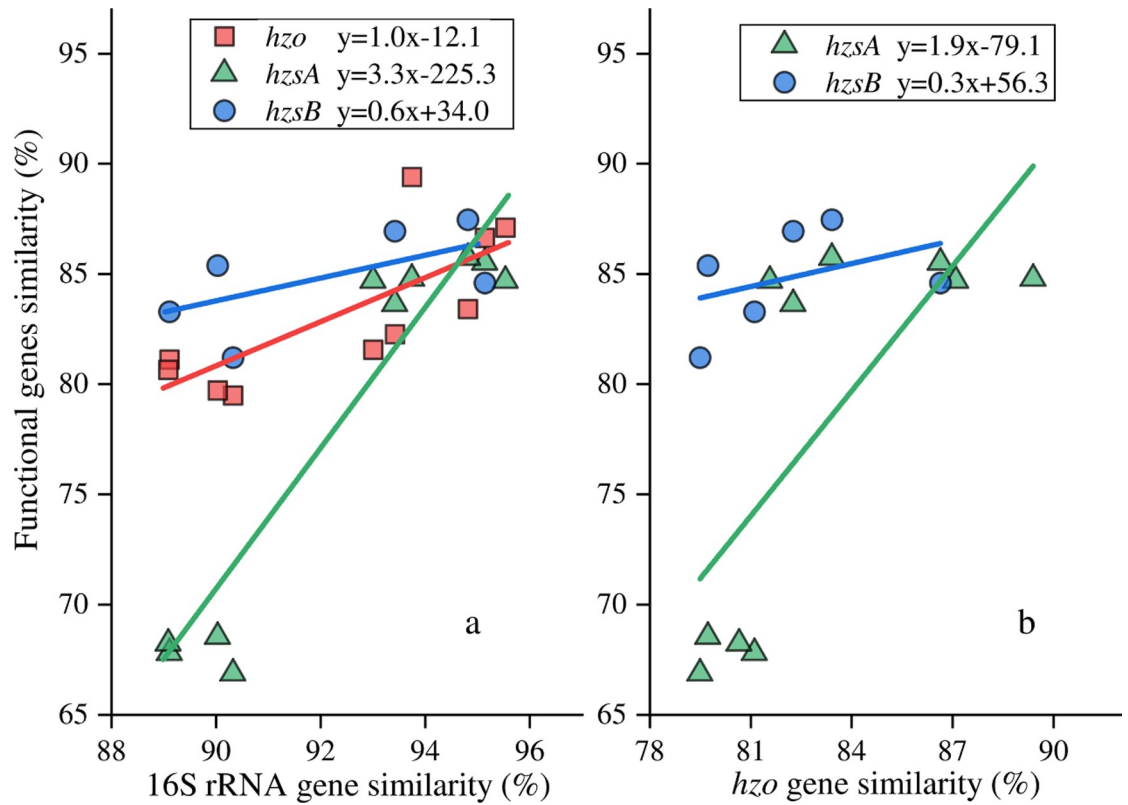 hzo y=1.0x-12.1
hzsA y=3.3x-225.3
hzsB y=0.6x+34.0
Functional genes similarity (%)
95
90
85
80
75
70
65
a
88 90 92 94 96
16S rRNA gene similarity (%)
hzsA y=1.9x-79.1
hzsB y=0.3x+56.3
95
90
85
80
75
70
65
b
78 81 84 87 90
hzo gene similarity (%)